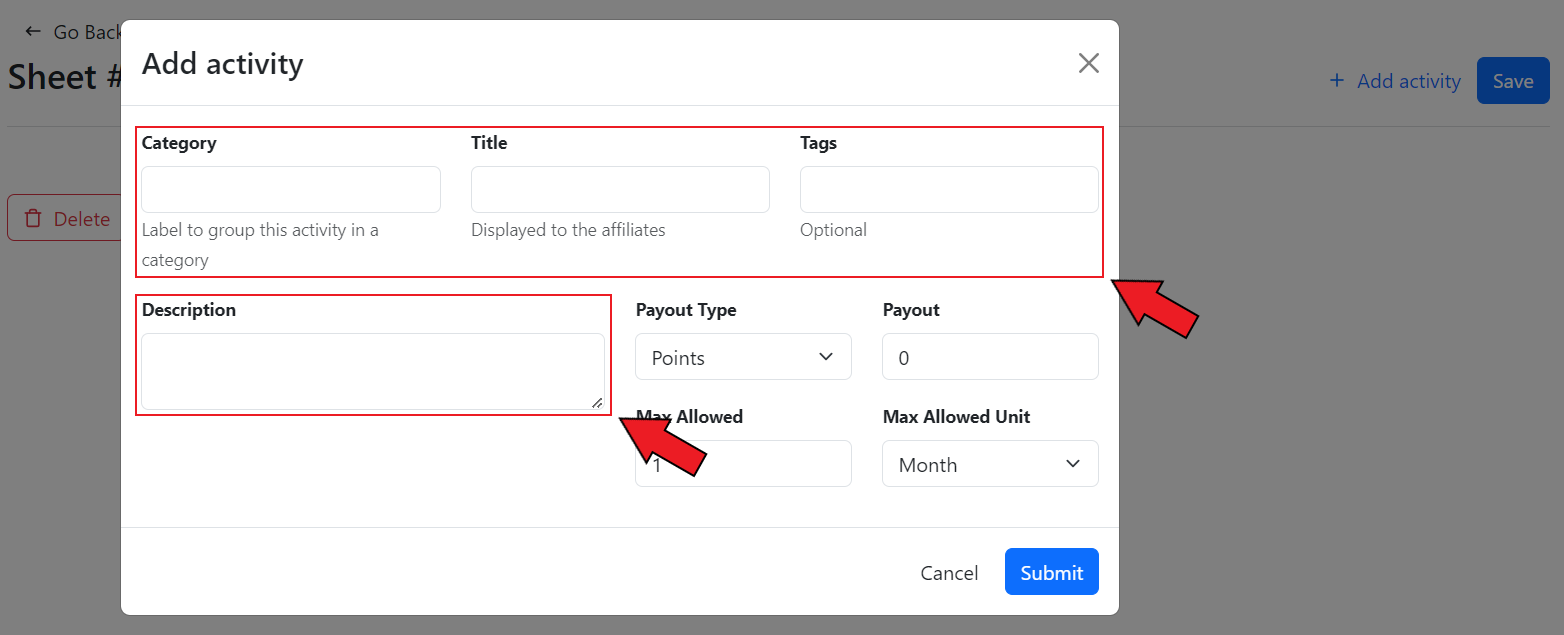 Go Back
Sheet #
Add activity
Add activity
Save
Category
Title
Tags
Label to group this activity in a
category
Displayed to the affiliates
Optional
Delete
Description
Payout Type
Payout
Points
0
Max Allowed
Max Allowed Unit
1
Month
Cancel
Submit